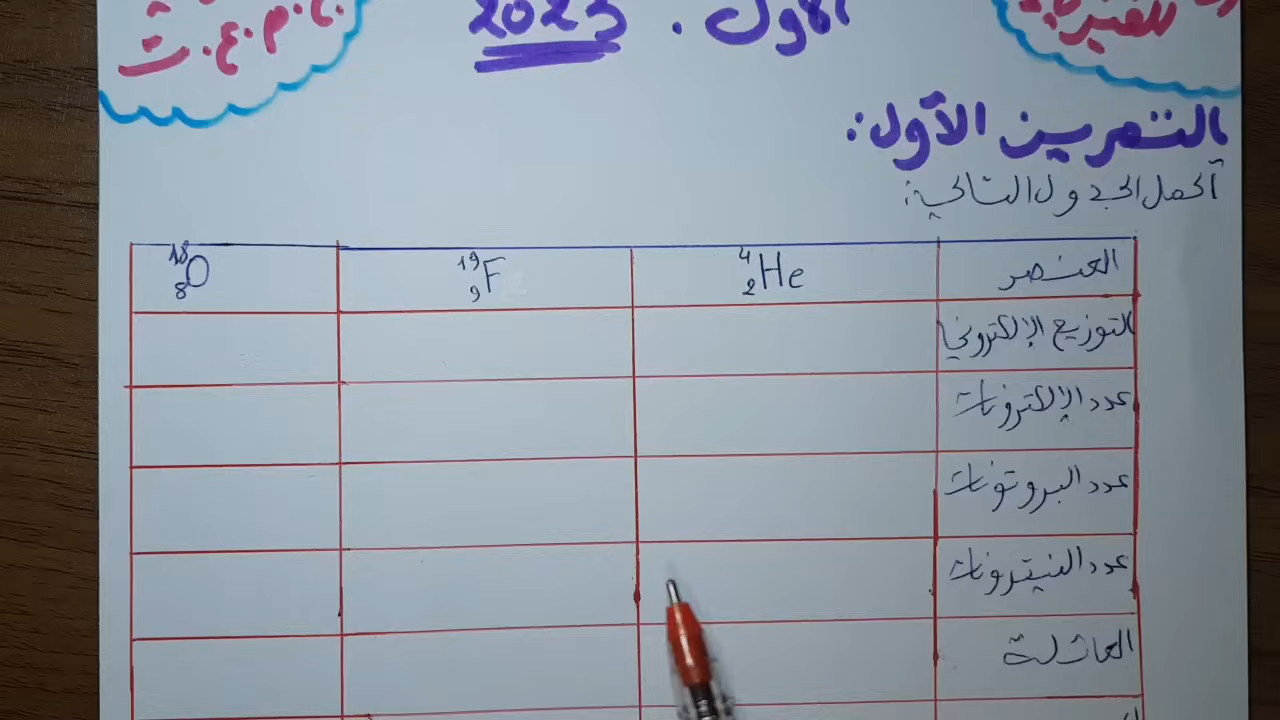 الأول. 2023
ع.م.ع.ت
التمرين الأول:
أكمل الجدول التالي:
العنصر ⁴₂He ¹⁹₉F ¹⁸₈O
التوزيع الإلكتروني
عدد الإلكترونات
عدد البروتونات
عدد النيترونات
العائلة